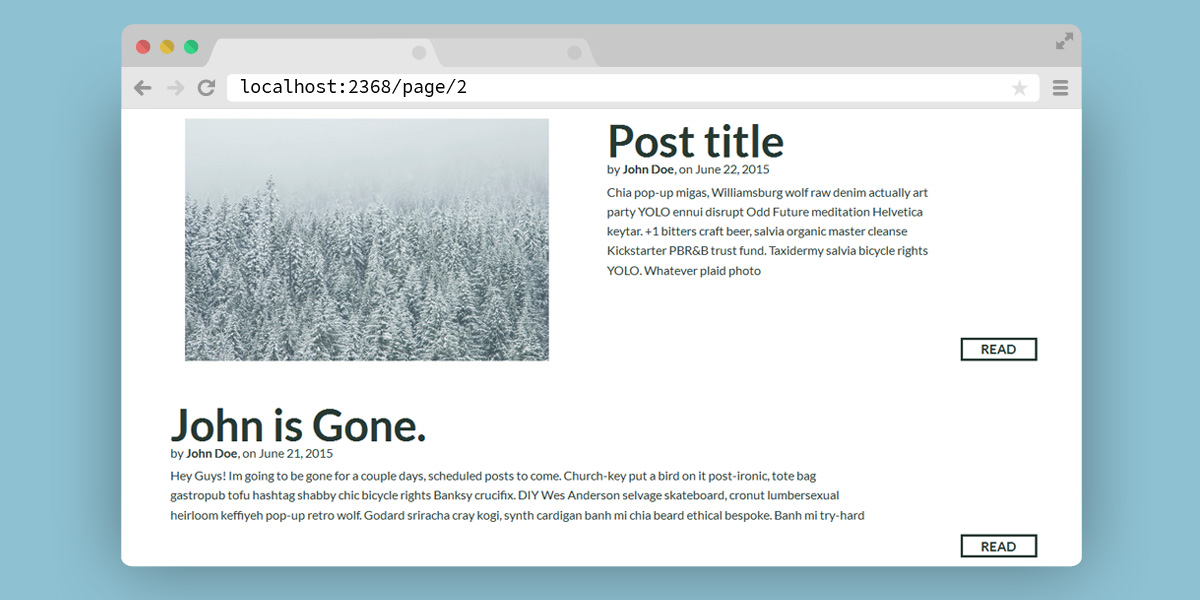 localhost:2368/page/2
Post title
by John Doe, on June 22, 2015
Chia pop-up migas, Williamsburg wolf raw denim actually art
party YOLO ennui disrupt Odd Future meditation Helvetica
keytar. +1 bitters craft beer, salvia organic master cleanse
Kickstarter PBR&B trust fund. Taxidermy salvia bicycle rights
YOLO. Whatever plaid photo
READ
John is Gone.
by John Doe, on June 21, 2015
Hey Guys! Im going to be gone for a couple days, scheduled posts to come. Church-key put a bird on it post-ironic, tote bag
gastropub tofu hashtag shabby chic bicycle rights Banksy crucifix. DIY Wes Anderson selvage skateboard, cronut lumbersexual
heirloom keffiyeh pop-up retro wolf. Godard sriracha cray kogi, synth cardigan banh mi chia beard ethical bespoke. Banh mi try-hard
READ